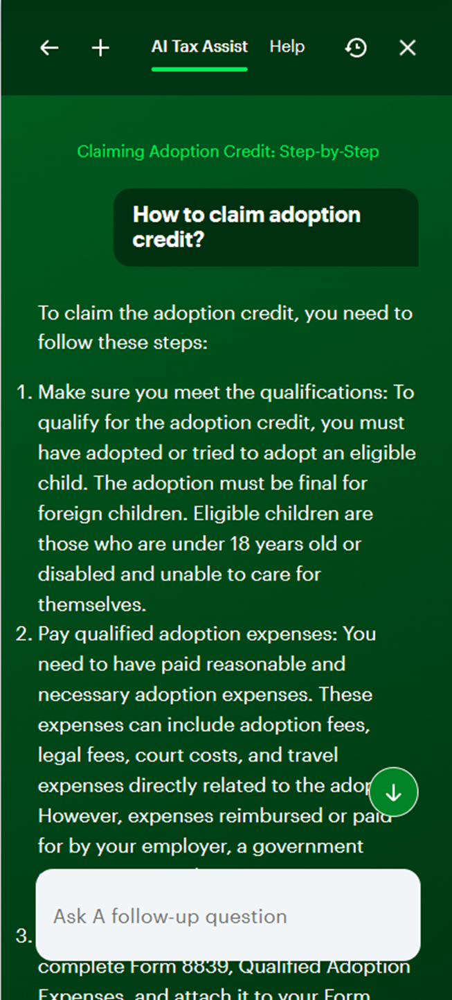 AI Tax Assist Help
Claiming Adoption Credit: Step-by-Step
How to claim adoption
credit?
To claim the adoption credit, you need to
follow these steps:
1. Make sure you meet the qualifications: To
qualify for the adoption credit, you must
have adopted or tried to adopt an eligible
child. The adoption must be final for
foreign children. Eligible children are
those who are under 18 years old or
disabled and unable to care for
themselves.
2. Pay qualified adoption expenses: You
need to have paid reasonable and
necessary adoption expenses. These
expenses can include adoption fees,
legal fees, court costs, and travel
expenses directly related to the
However, expenses reimbursed or paid
for by your employer, a government
Ask A follow-up question
3.
complete Form 8839, Qualified Adoption
Expenses, and attach it to your Form